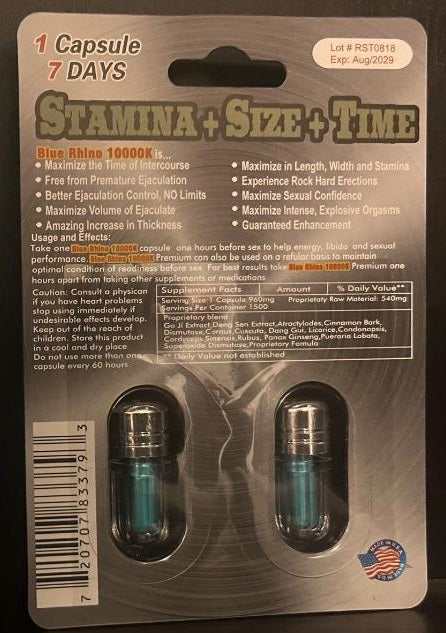 1 Capsule
7 DAYS
Lot # RST0818
Exp: Aug/2029
STAMINA + SIZE + TIME
Blue Rhino 10000K is...
• Maximize the Time of Intercourse
• Free from Premature Ejaculation
• Better Ejaculation Control, NO Limits
• Maximize Volume of Ejaculate
• Amazing Increase in Thickness
• Maximize in Length, Width and Stamina
• Experience Rock Hard Erections
• Maximize Sexual Confidence
• Maximize Intense, Explosive Orgasms
• Guaranteed Enhancement
Usage and Effects:
Take one Blue Rhino 10000K capsule one hours before sex to help energy, libido and sexual
performance. Blue Rhino 10000K Premium can also be used on a refular basis to maintain
optimal condition of readiness before sex. For best results take Blue Rhino 10000K Premium one
hours apart from taking other supplements or medications
Caution: Consult a physician
if you have heart problems
stop using immediately if
undesirable effects develop.
Keep out of the reach of
children. Store this product
in a cool and dry place
Do not use more than one
capsule every 60 hours.
Supplement Facts Amount % Daily Value**
Serving Size:1 Capsule 960mg Proprietary Raw Material: 540mg
Servings Per Container 1500
Proprietary blend
Go Ji Extract,Deng Sen Extract,Atractylodes,Cinnamon Bark,
Dismutase,Cornus,Cuscuta, Dang Gui, Licorice,Condonopsis,
Cordyceps Sinensis,Rubus, Panax Ginseng,Pueraria Lobata,
Superoxide Dismutase,Proprietary Fomula
** Daily Value not established
7 20707 83379 3
MADE IN U.S.A.